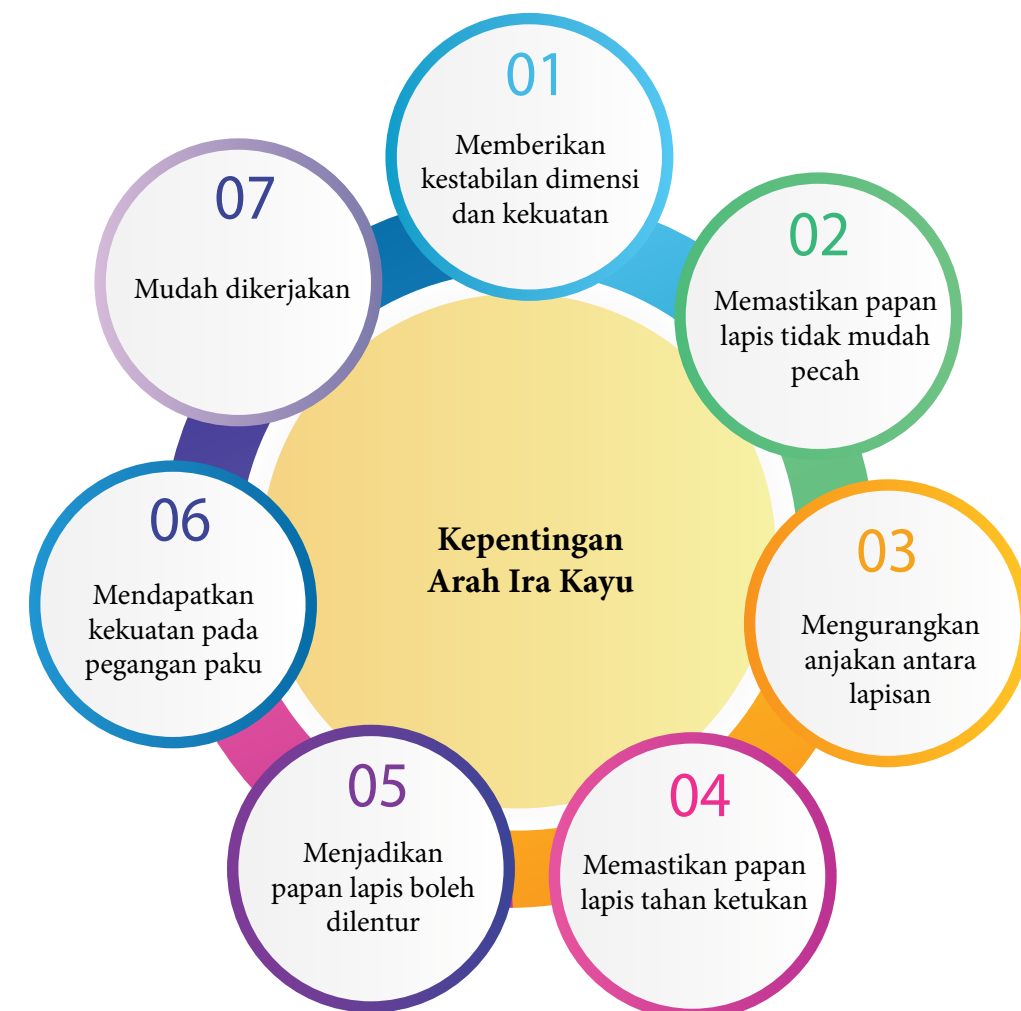 Kepentingan
Arah Ira Kayu
01
Memberikan
kestabilan dimensi
dan kekuatan
02
Memastikan papan
lapis tidak mudah
pecah
03
Mengurangkan
anjakan antara
lapisan
04
Memastikan papan
lapis tahan ketukan
05
Menjadikan
papan lapis boleh
dilentur
06
Mendapatkan
kekuatan pada
pegangan paku
07
Mudah dikerjakan